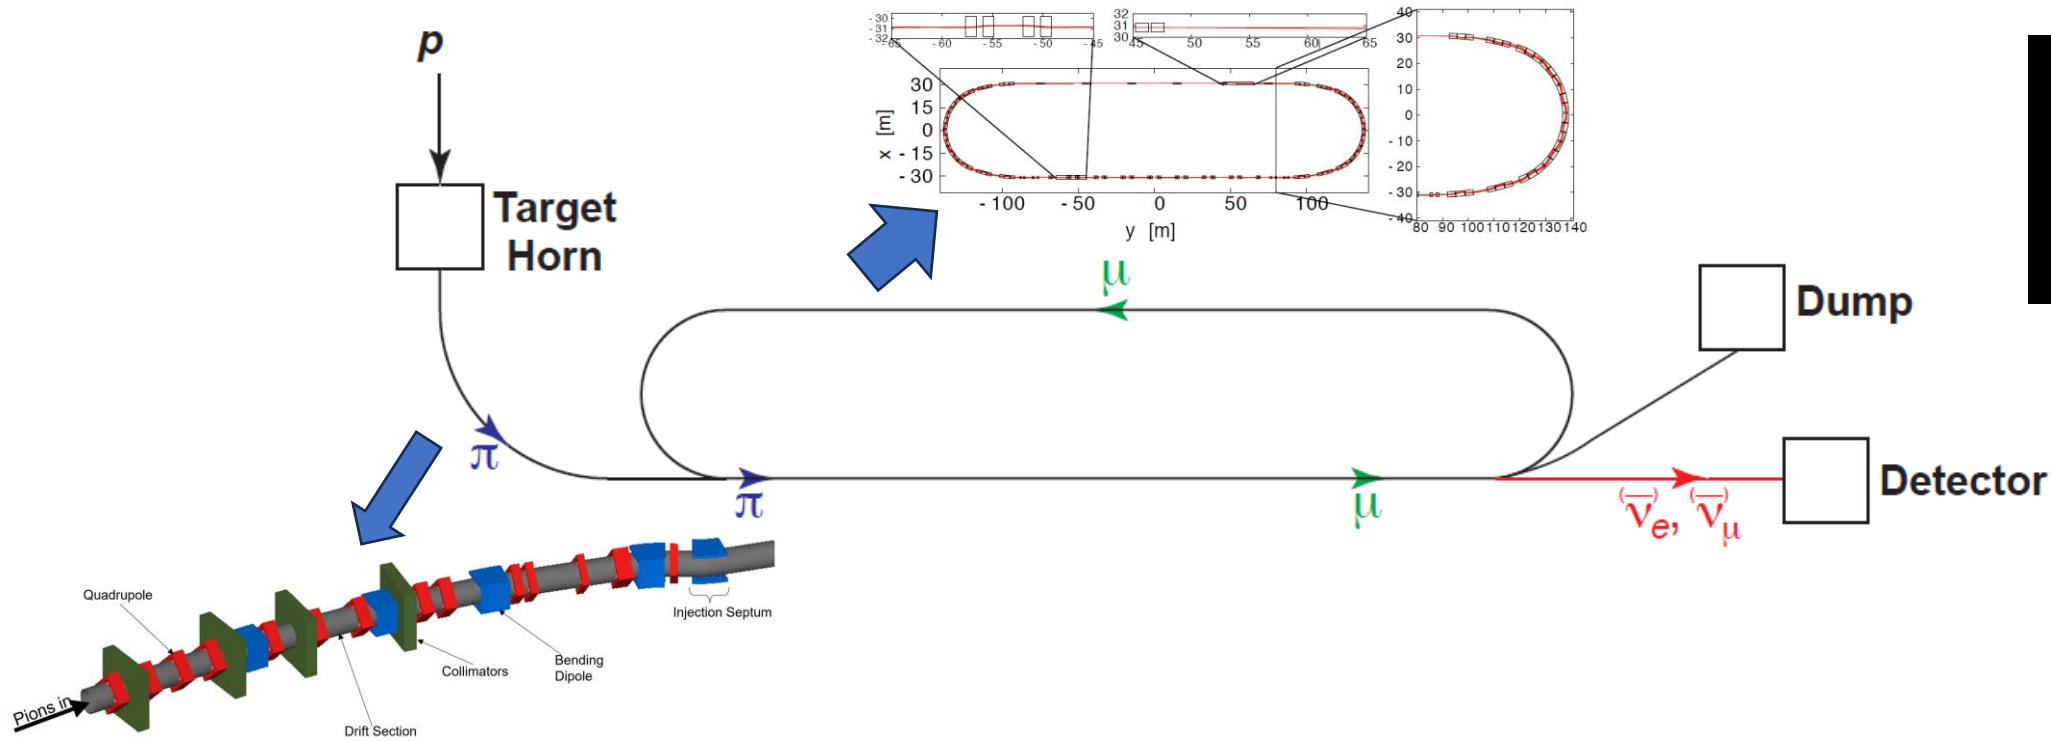 p
Target
Horn
π
π
μ
μ
Dump
Detector
(ν̅)e, (ν̅)μ
- 30
- 31
- 32
- 65
- 60
- 55
- 50
- 45
32
31
30
45
50
55
60
65
30
15
0
- 15
- 30
x [m]
- 100
- 50
0
50
100
y [m]
40
30
20
10
0
- 10
- 20
- 30
- 40
80 90 100 110 120 130 140
Quadrupole
Pions in
Drift Section
Collimators
Bending
Dipole
Injection Septum